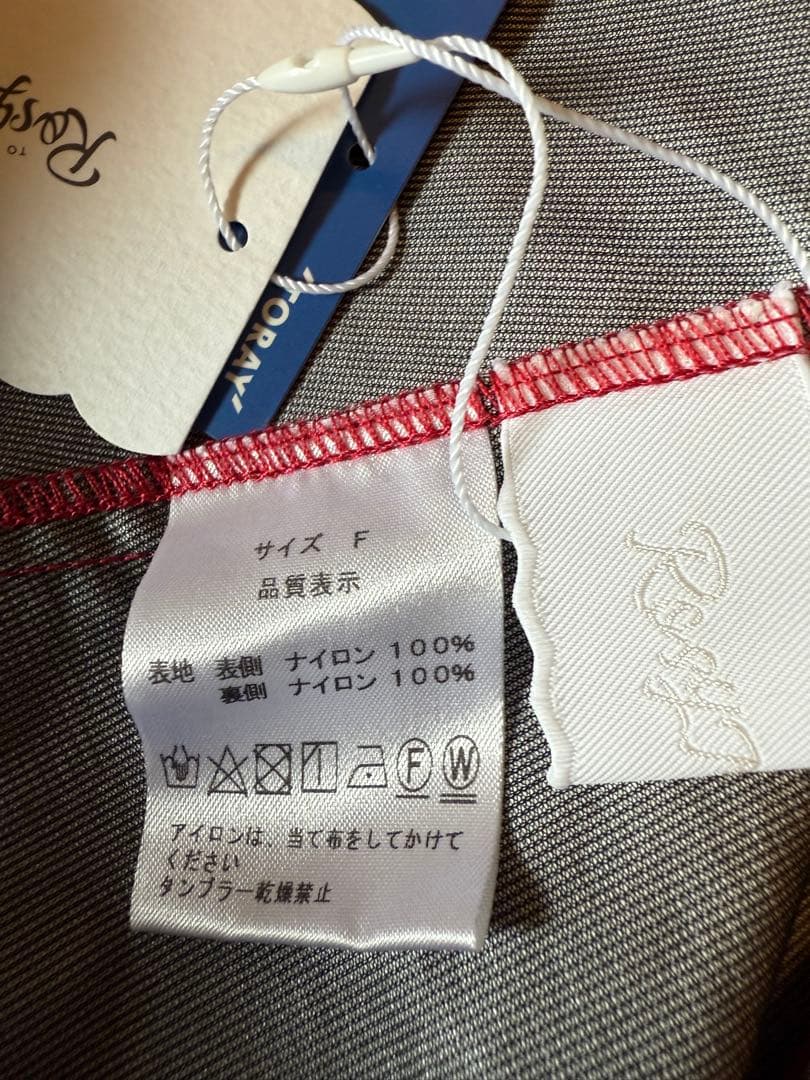 TO
'TORAY'
サイズ F
品質表示
表地 表側 ナイロン 100%
裏側 ナイロン 100%
F W
アイロンは、当て布をしてかけて
ください
タンブラー乾燥禁止